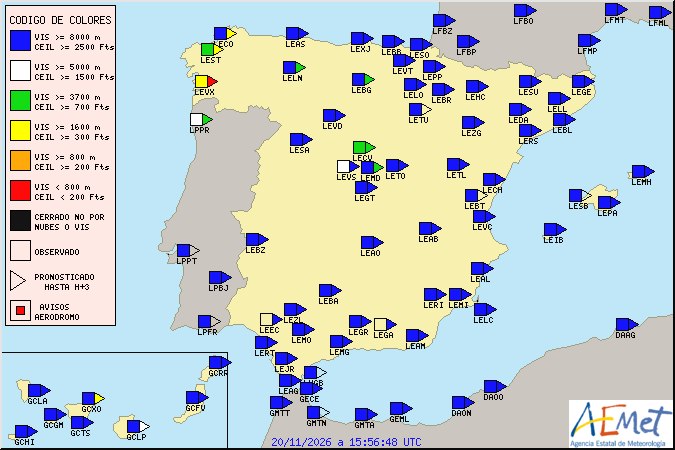 CODIGO DE COLORES
VIS >= 8000 m
CEIL >= 2500 Fts
VIS >= 5000 m
CEIL >= 1500 Fts
VIS >= 3700 m
CEIL >= 700 Fts
VIS >= 1600 m
CEIL >= 300 Fts
VIS >= 800 m
CEIL >= 200 Fts
VIS < 800 m
CEIL < 200 Fts
CERRADO NO POR
NUBES O VIS
OBSERVADO
PRONOSTICADO
HASTA H+3
AVISOS
AERODROMO
LFBO
LFMT
LFML
LFBZ
LECO
LEAS
LEXJ
LEBB
LESO
LFBP
LFMP
LEST
LEVT
LEPP
LELN
LEBG
LEVX
LELO
LEBR
LEHC
LESU
LEGE
LELL
LPPR
LEVD
LETU
LEZG
LEDA
LEBL
LERS
LESA
LECV
LEVS
LEMD
LETO
LETL
LEMH
LEGT
LECH
LEBT
LESB
LEPA
LEVC
LEIB
LEAB
LEBZ
LEAO
LPPT
LEAL
LPBJ
LEBA
LERI
LEMI
LELC
LEZL
LPFR
LEEC
LEMO
LEGR
LEGA
DAAG
LERT
LEMG
LEAM
LEJR
GCRR
LEAG
LXGB
GECE
DAOO
GCLA
GCXO
GCFV
GMTT
GEML
DAON
GCGM
GCTS
GCLP
GMTN
GMTA
GCHI
20/11/2026 a 15:56:48 UTC
AEMet
Agencia Estatal de Meteorología